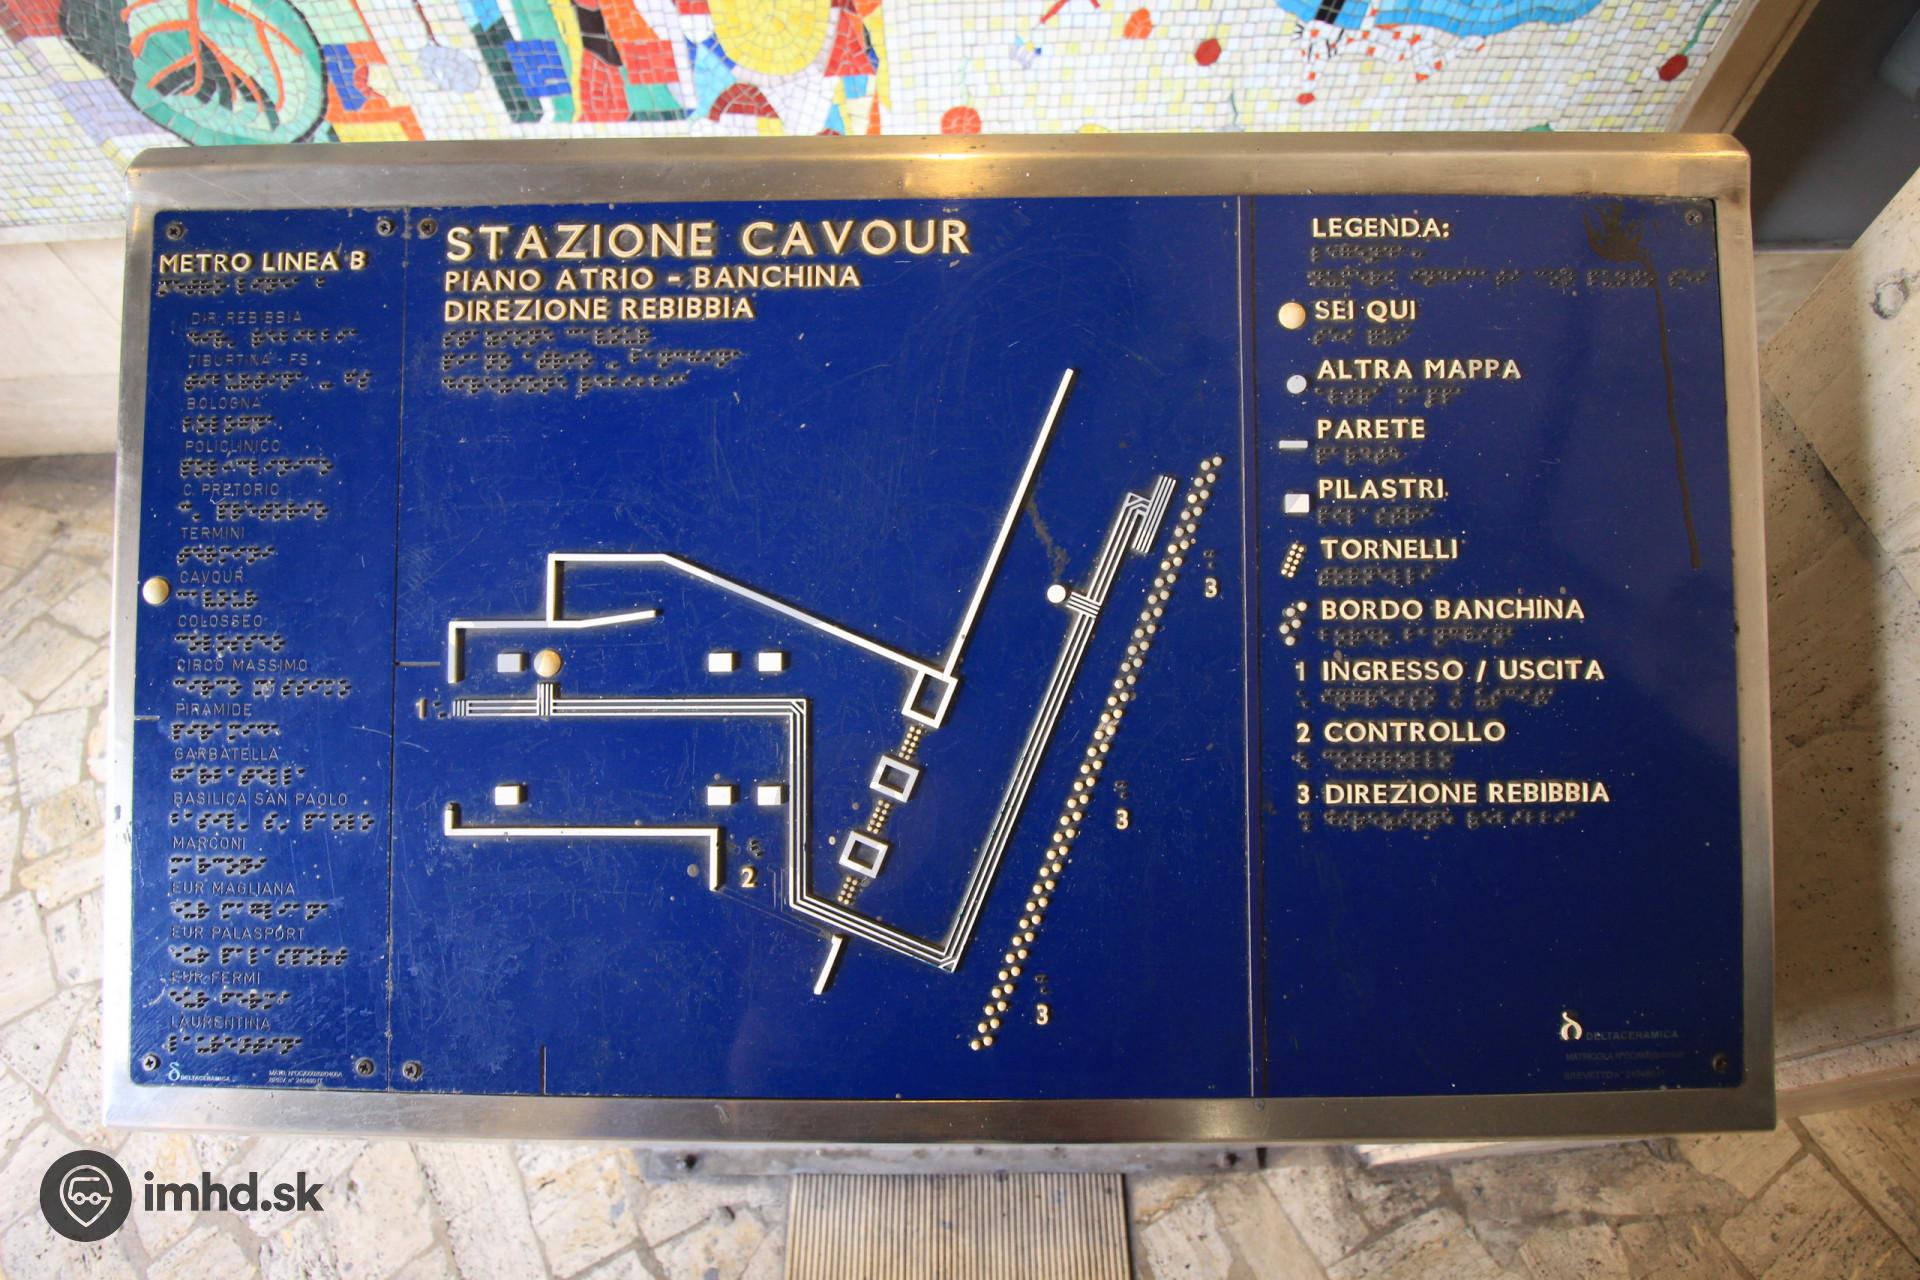 METRO LINEA B
DIR. REBIBBIA
TIBURTINA - FS
BOLOGNA
POLICLINICO
C. PRETORIO
TERMINI
CAVOUR
COLOSSEO
CIRCO MASSIMO
PIRAMIDE
GARBATELLA
BASILICA SAN PAOLO
MARCONI
EUR MAGLIANA
EUR PALASPORT
EUR FERMI
LAURENTINA
DELTACERAMICA
STAZIONE CAVOUR
PIANO ATRIO - BANCHINA
DIREZIONE REBIBBIA
1
2
3
3
3
LEGENDA:
SEI QUI
ALTRA MAPPA
PARETE
PILASTRI
TORNELLI
BORDO BANCHINA
1 INGRESSO / USCITA
2 CONTROLLO
3 DIREZIONE REBIBBIA
DELTACERAMICA
imhd.sk